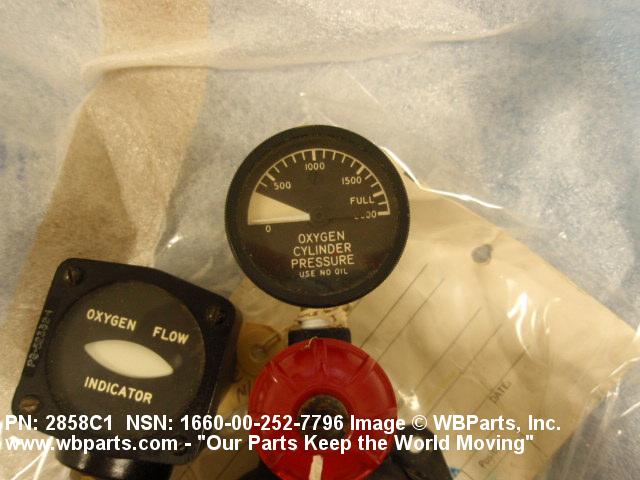 1000
500
1500
FULL
0
OXYGEN
CYLINDER
PRESSURE
USE NO OIL
OXYGEN FLOW
INDICATOR
DATE
PN: 2858C1 NSN: 1660-00-252-7796 Image © WBParts, Inc.
www.wbparts.com - "Our Parts Keep the World Moving"